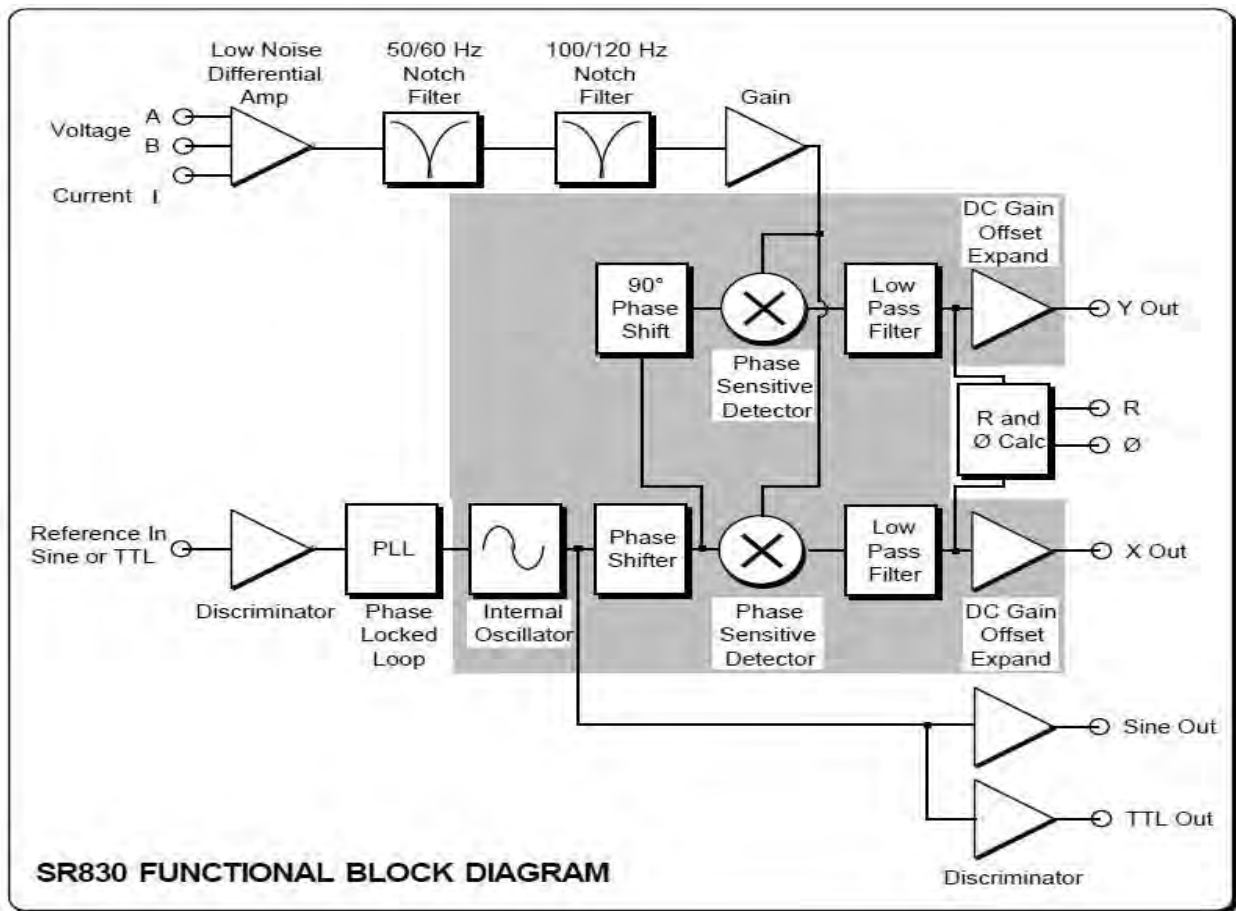 Low Noise
Differential
Amp
50/60 Hz
Notch
Filter
100/120 Hz
Notch
Filter
Gain
Voltage
A
B
Current I
DC Gain
Offset
Expand
90°
Phase
Shift
Low
Pass
Filter
Y Out
Phase
Sensitive
Detector
R and
Ø Calc
R
Ø
Reference In
Sine or TTL
PLL
Phase
Shifter
Low
Pass
Filter
X Out
Discriminator
Phase
Locked
Loop
Internal
Oscillator
Phase
Sensitive
Detector
DC Gain
Offset
Expand
Sine Out
TTL Out
Discriminator
SR830 FUNCTIONAL BLOCK DIAGRAM